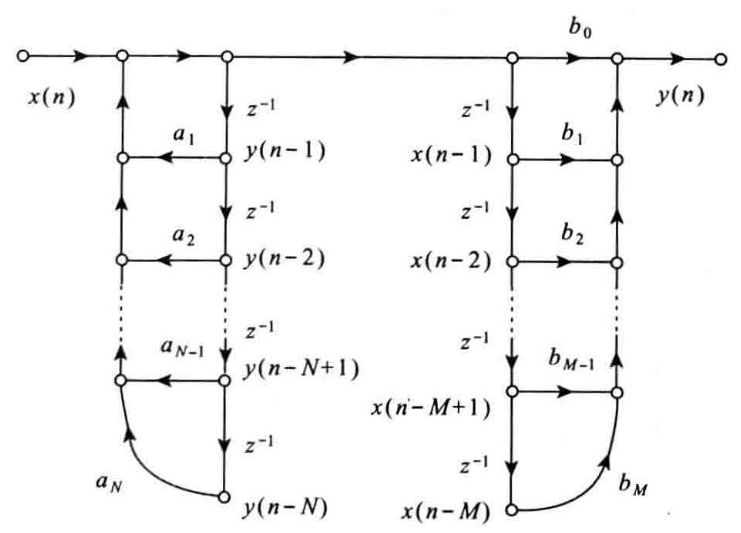 b₀
x(n) y(n)
z⁻¹ z⁻¹
a₁ y(n−1) x(n−1) b₁
z⁻¹ z⁻¹
a₂ y(n−2) x(n−2) b₂
z⁻¹ z⁻¹
a_{N−1} y(n−N+1) b_{M−1}
x(n−M+1)
z⁻¹ z⁻¹
a_N b_M
y(n−N) x(n−M)